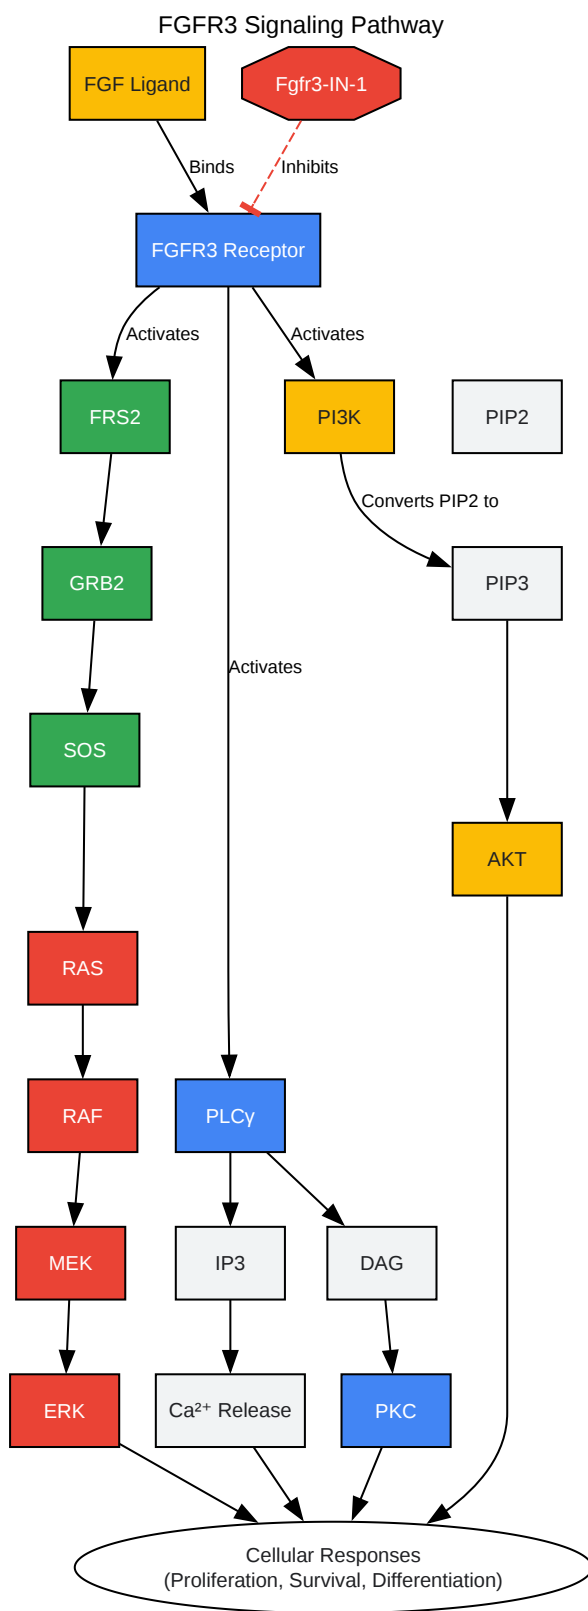 FGFR3 Signaling Pathway
FGF Ligand
Fgfr3-IN-1
Binds
Inhibits
FGFR3 Receptor
Activates
Activates
FRS2
PI3K
PIP2
Converts PIP2 to
GRB2
PIP3
Activates
SOS
AKT
RAS
RAF
PLCγ
MEK
IP3
DAG
ERK
Ca²⁺ Release
PKC
Cellular Responses
(Proliferation, Survival, Differentiation)